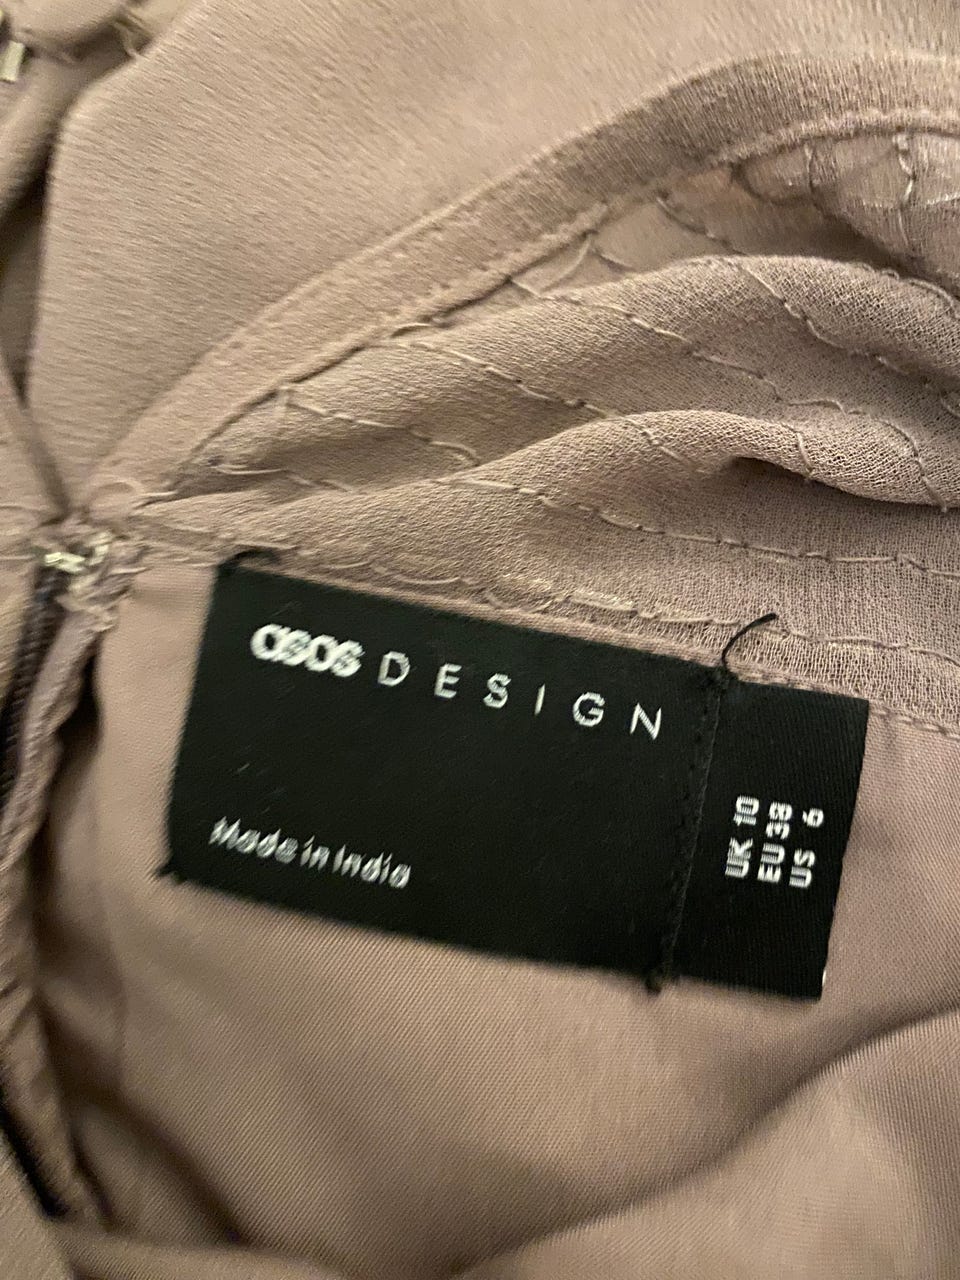 asos DESIGN
Made in India
UK 10
EU 38
US 6